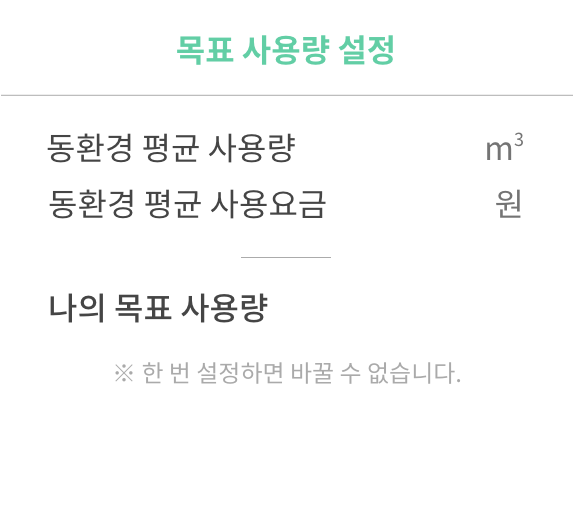 목표 사용량 설정
동환경 평균 사용량 m³
동환경 평균 사용요금 원
나의 목표 사용량
※ 한 번 설정하면 바꿀 수 없습니다.